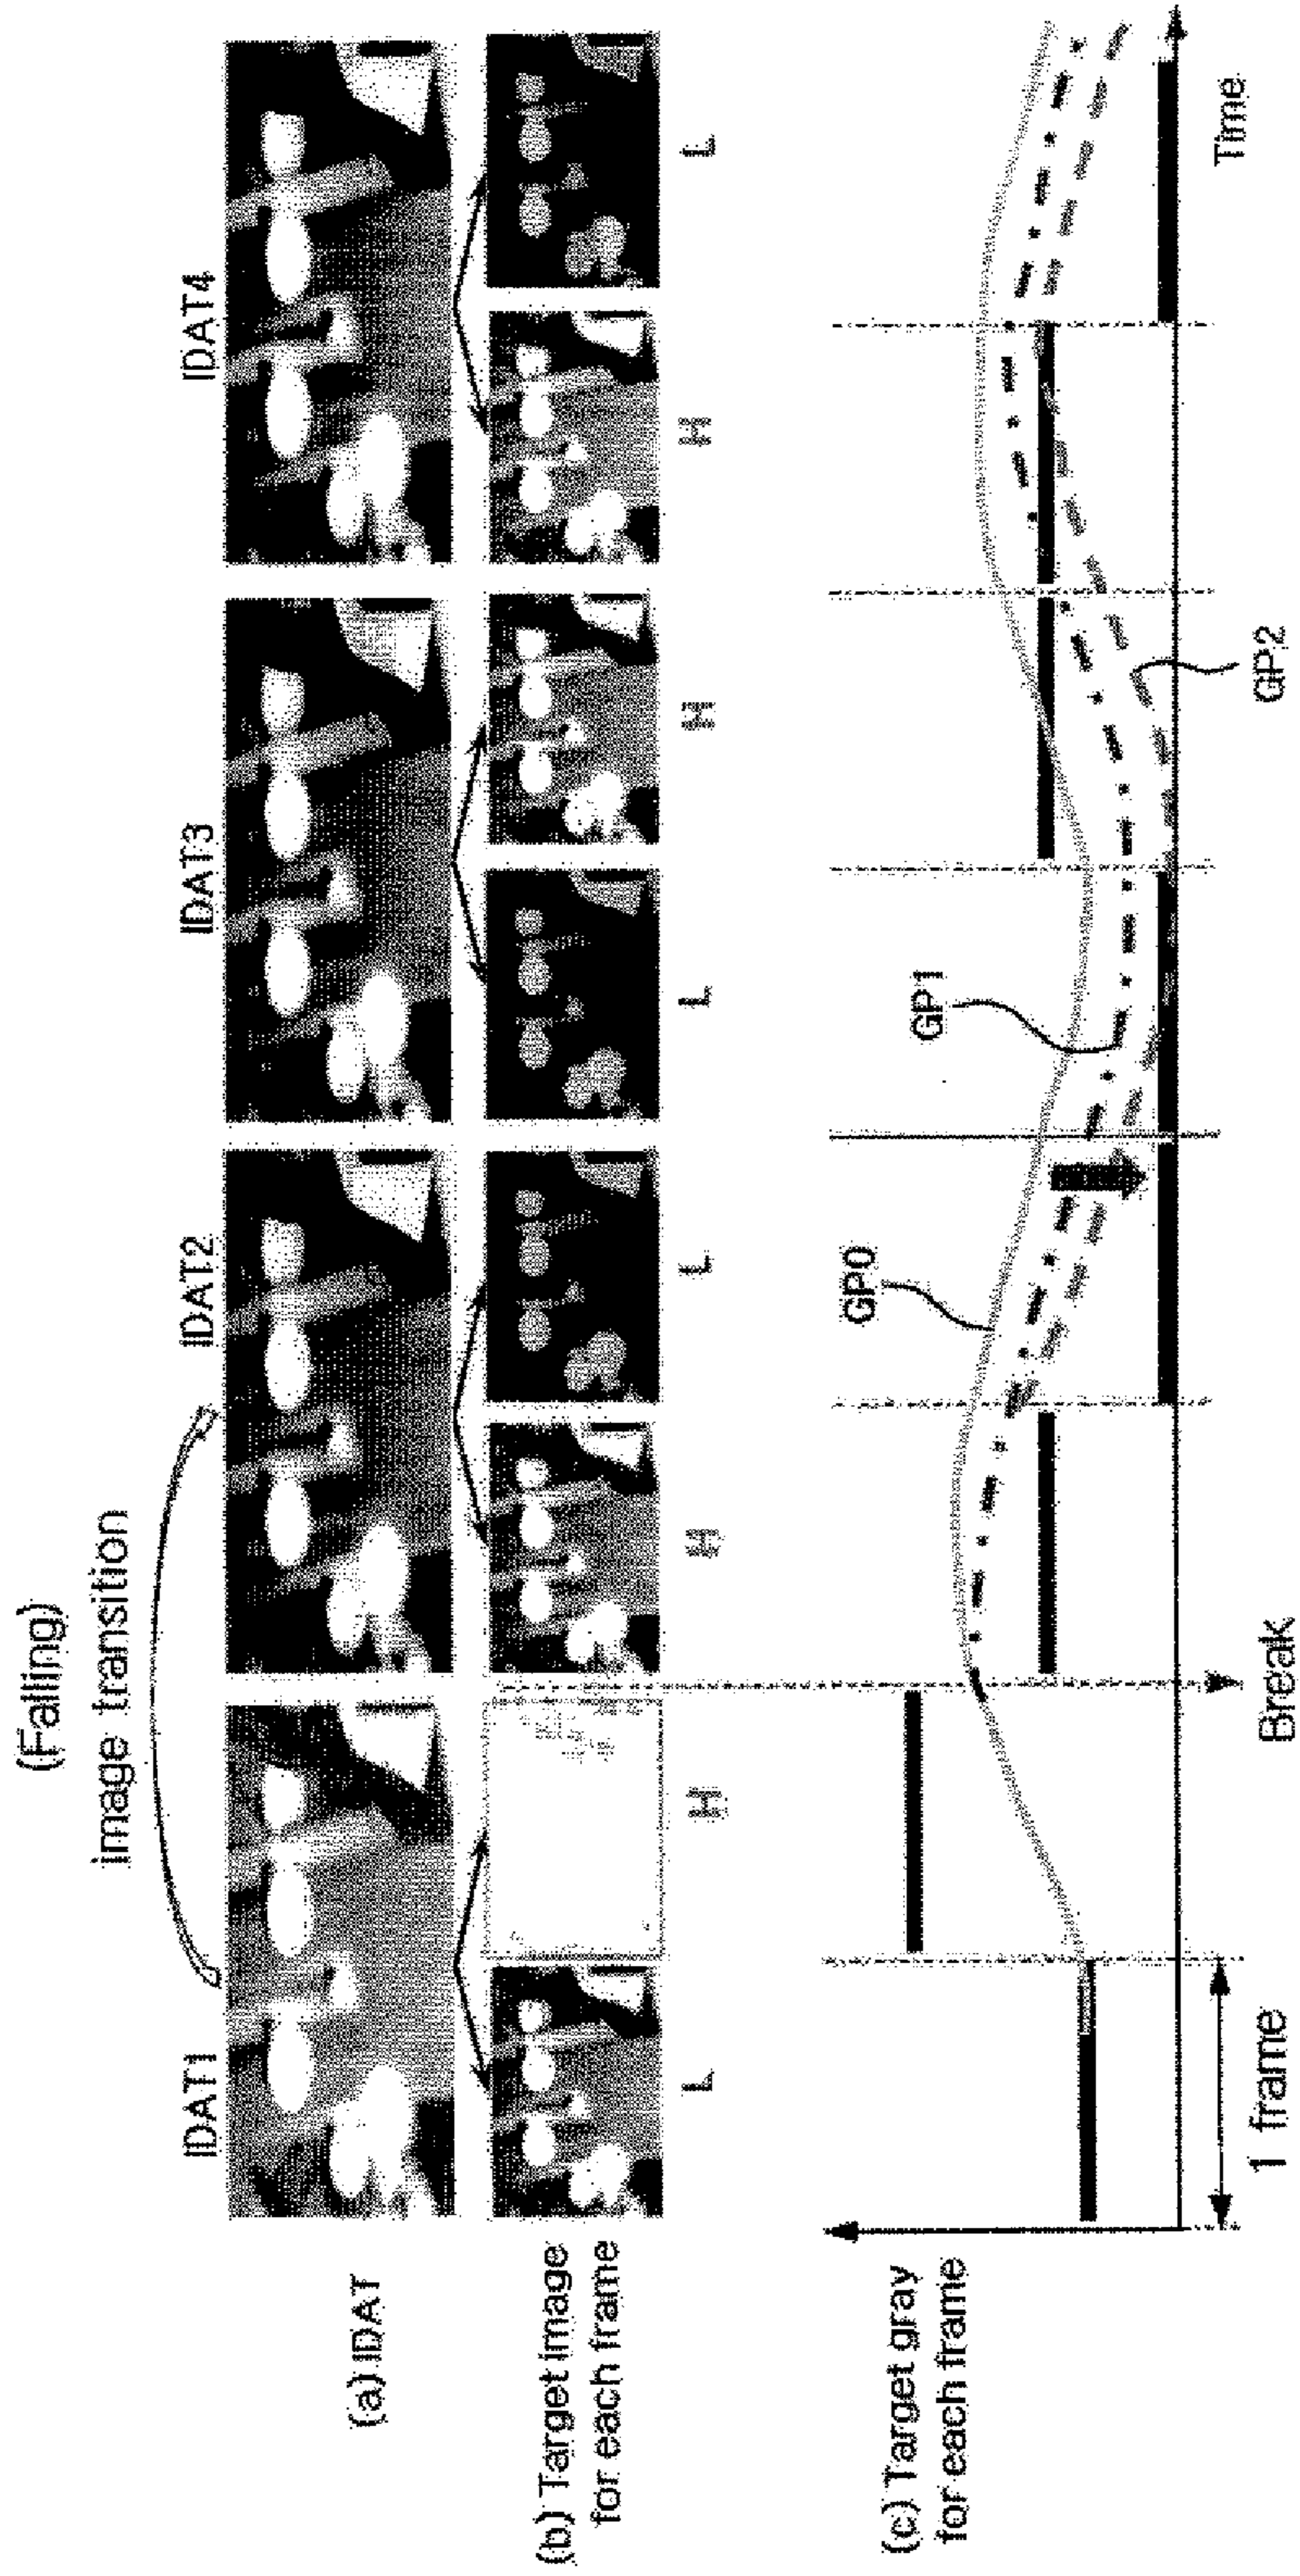 (Falling)
image transition
IDAT1
IDAT2
IDAT3
IDAT4
(a) IDAT
(b) Target image
for each frame
L
H
H
L
L
H
H
L
(c) Target gray
for each frame
GP0
GP1
GP2
Time
1 frame
Break